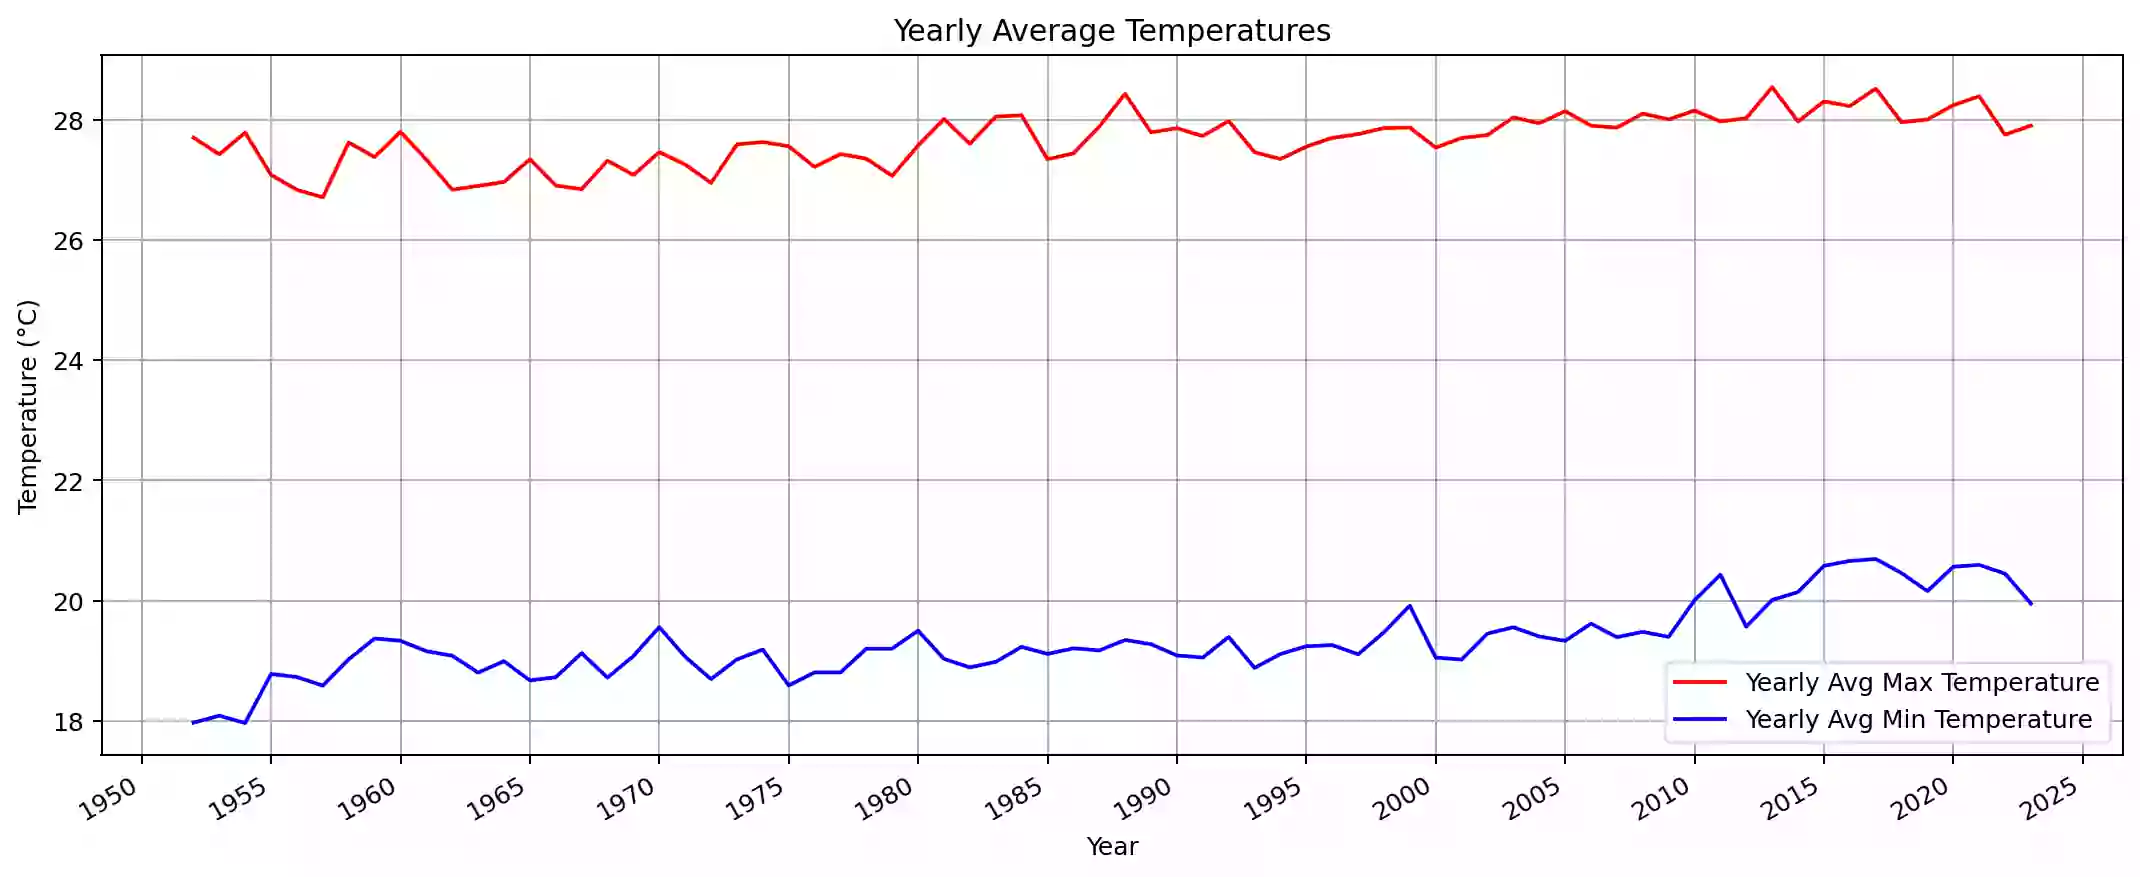 Yearly Average Temperatures
28
26
24
22
20
18
Temperature (°C)
1950 1955 1960 1965 1970 1975 1980 1985 1990 1995 2000 2005 2010 2015 2020 2025
Year
Yearly Avg Max Temperature
Yearly Avg Min Temperature